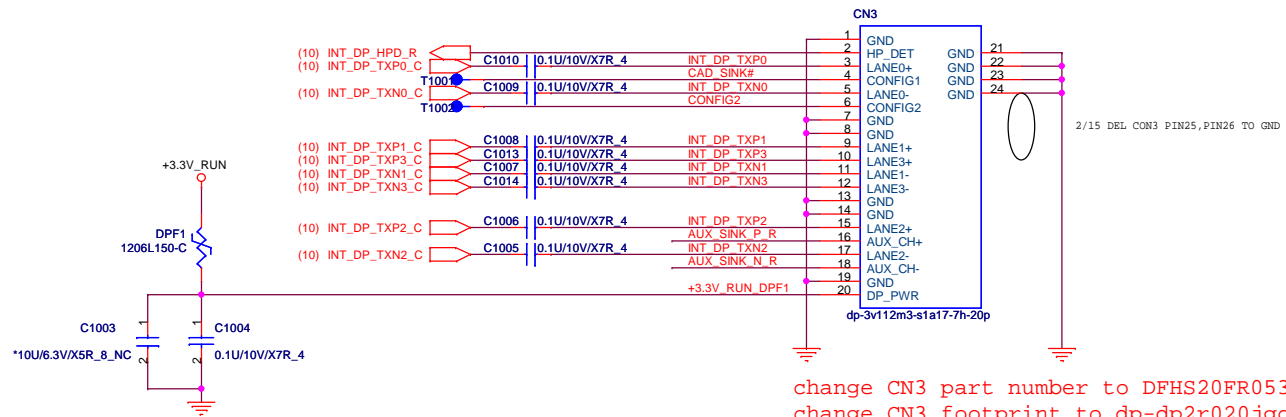 CN3
1 GND
(10) INT_DP_HPD_R 2 HP_DET GND 21
(10) INT_DP_TXP0_C C1010 0.1U/10V/X7R_4 INT_DP_TXP0 3 LANE0+ GND 22
T1001 CAD_SINK# 4 CONFIG1 GND 23
(10) INT_DP_TXN0_C C1009 0.1U/10V/X7R_4 INT_DP_TXN0 5 LANE0- GND 24
T1002 CONFIG2 6 CONFIG2
7 GND
8 GND
2/15 DEL CON3 PIN25,PIN26 TO GND
(10) INT_DP_TXP1_C C1008 0.1U/10V/X7R_4 INT_DP_TXP1 9 LANE1+
(10) INT_DP_TXP3_C C1013 0.1U/10V/X7R_4 INT_DP_TXP3 10 LANE3+
(10) INT_DP_TXN1_C C1007 0.1U/10V/X7R_4 INT_DP_TXN1 11 LANE1-
(10) INT_DP_TXN3_C C1014 0.1U/10V/X7R_4 INT_DP_TXN3 12 LANE3-
13 GND
14 GND
(10) INT_DP_TXP2_C C1006 0.1U/10V/X7R_4 INT_DP_TXP2 15 LANE2+
AUX_SINK_P_R 16 AUX_CH+
(10) INT_DP_TXN2_C C1005 0.1U/10V/X7R_4 INT_DP_TXN2 17 LANE2-
AUX_SINK_N_R 18 AUX_CH-
19 GND
+3.3V_RUN_DPF1 20 DP_PWR
dp-3v112m3-s1a17-7h-20p
+3.3V_RUN
DPF1
1206L150-C
C1003 1 2
*10U/6.3V/X5R_8_NC
C1004 1 2
0.1U/10V/X7R_4
change CN3 part number to DFHS20FR053